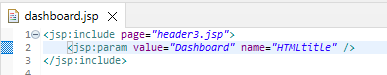 dashboard.jsp
1 <jsp:include page="header3.jsp">
2 <jsp:param value="Dashboard" name="HTMLtitle" />
3 </jsp:include>